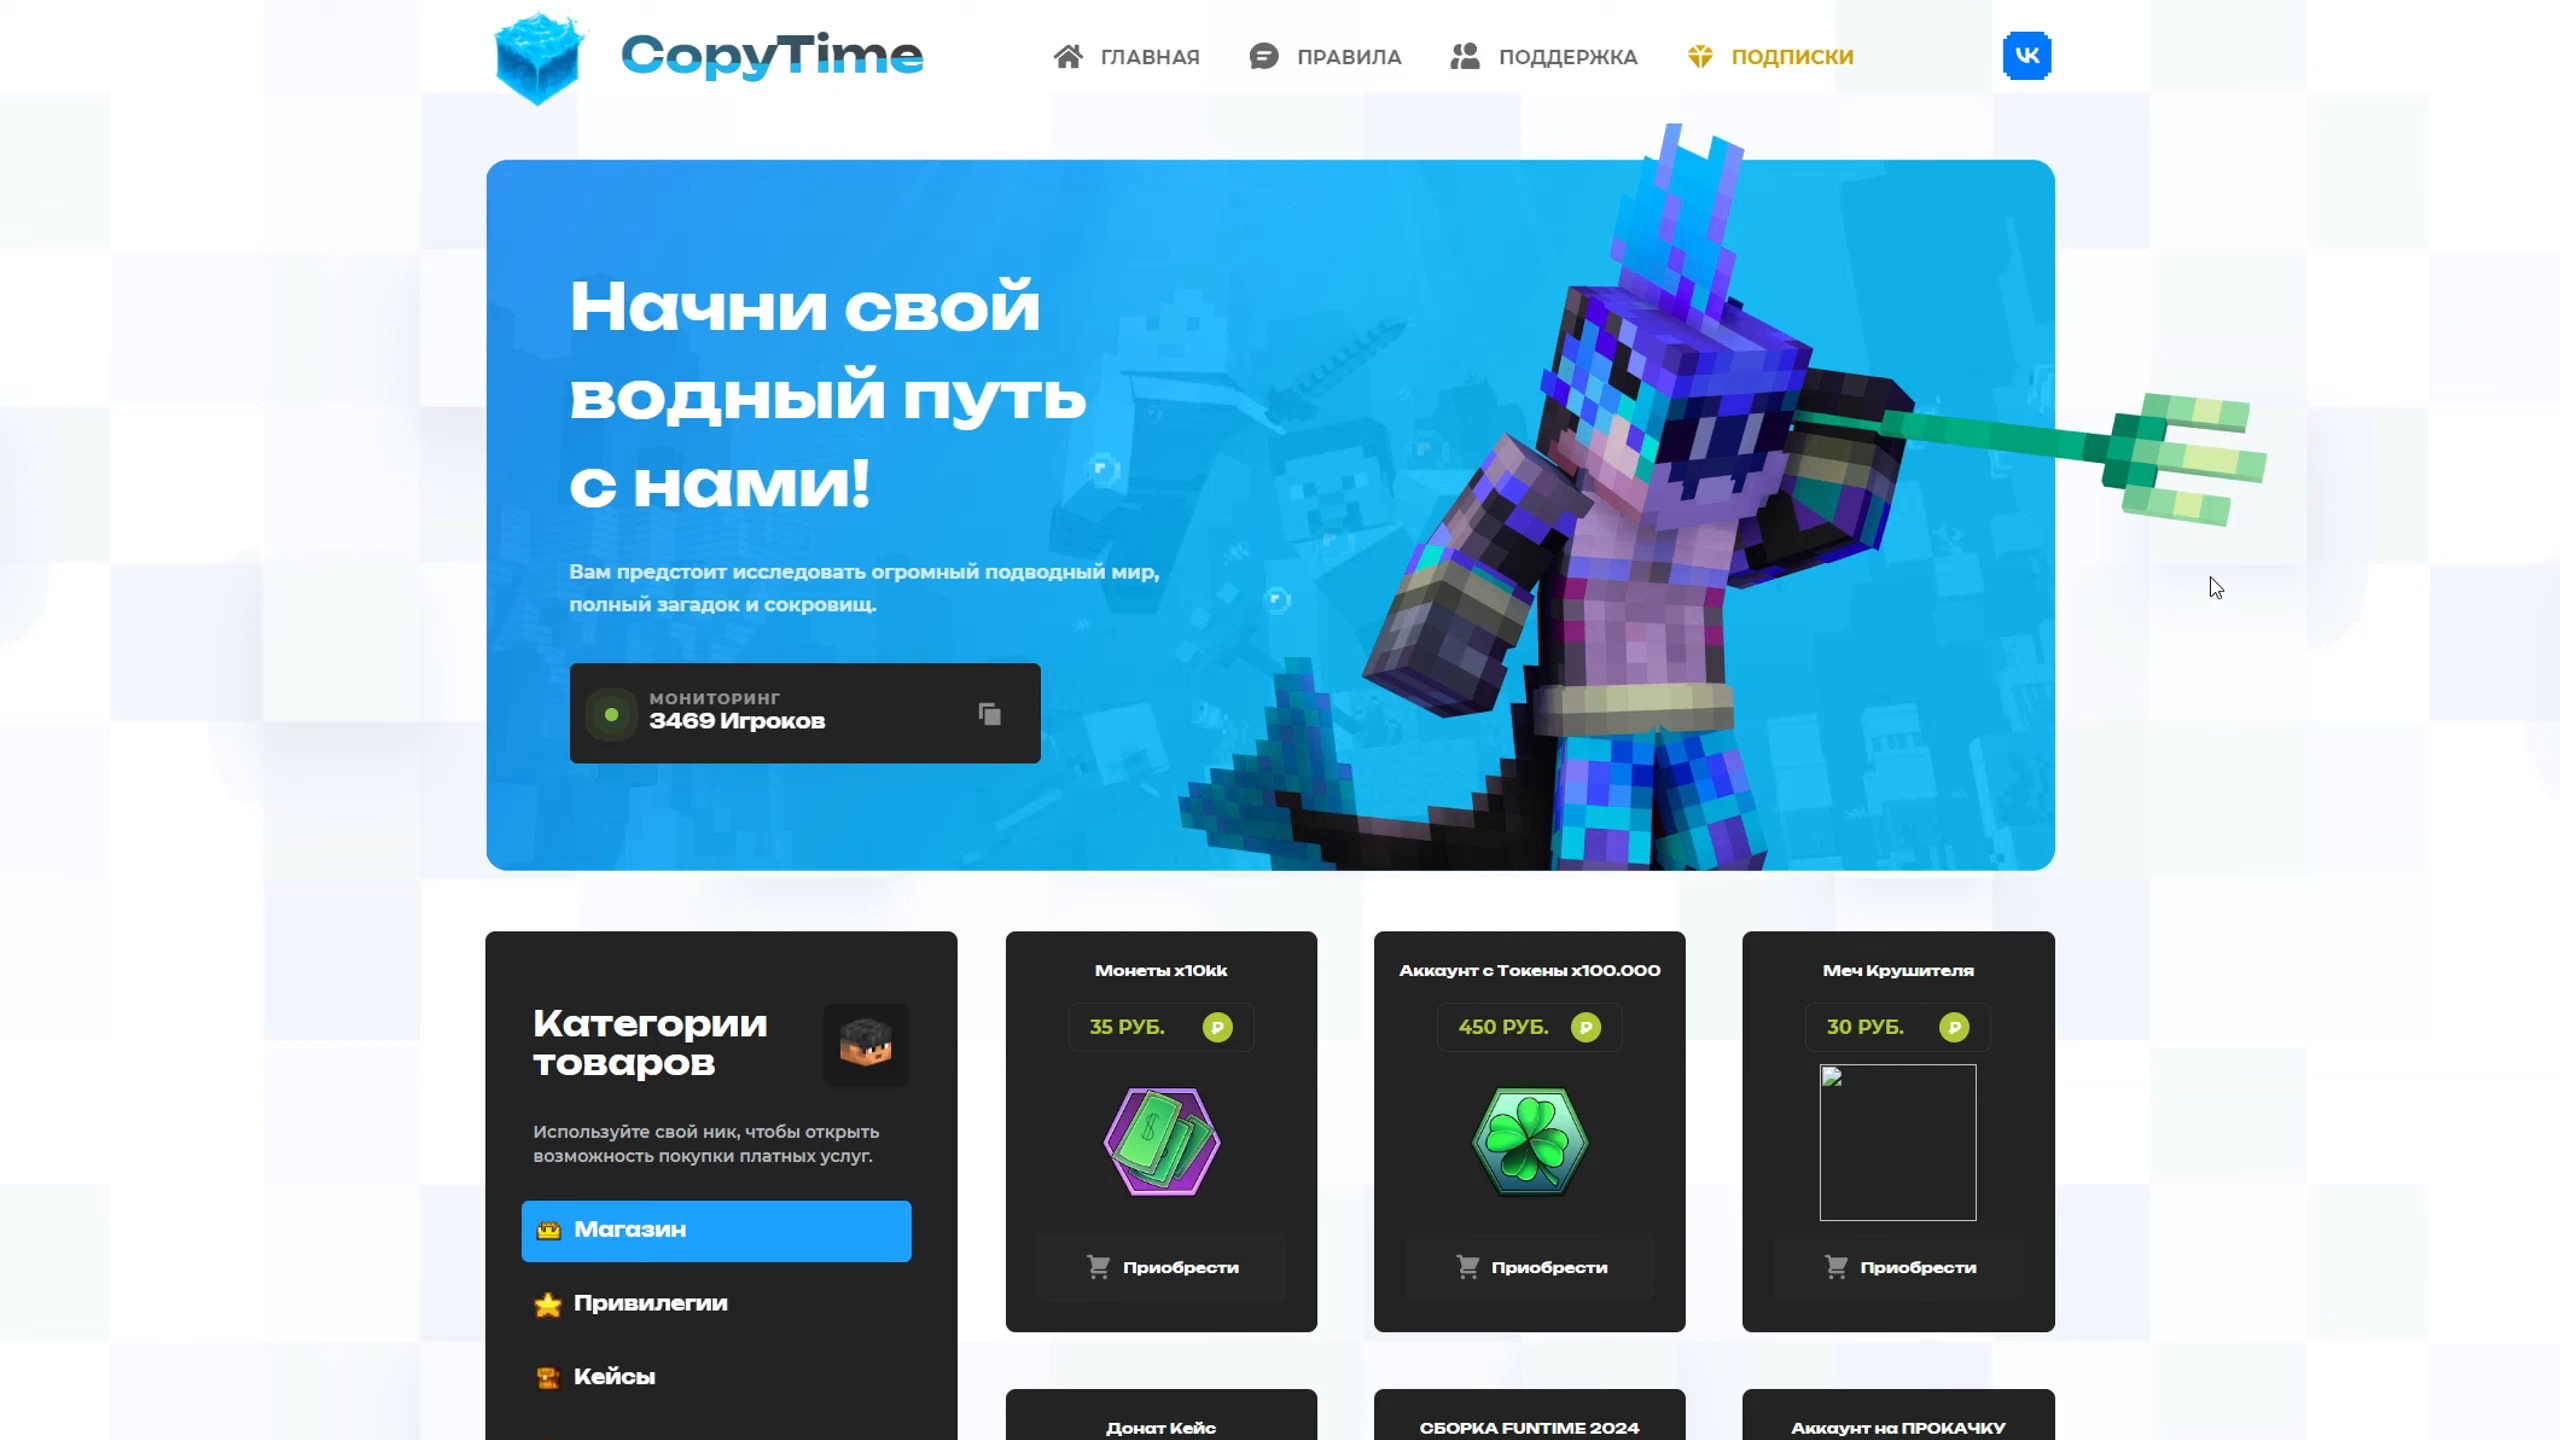 CopyTime
ГЛАВНАЯ
ПРАВИЛА
ПОДДЕРЖКА
ПОДПИСКИ
Начни свой
водный путь
с нами!
Вам предстоит исследовать огромный подводный мир,
полный загадок и сокровищ.
МОНИТОРИНГ
3469 Игроков
Категории
товаров
Используйте свой ник, чтобы открыть
возможность покупки платных услуг.
Магазин
Привилегии
Кейсы
Монеты x10kk
35 РУБ.
Приобрести
Аккаунт с Токены x100.000
450 РУБ.
Приобрести
Меч Крушителя
30 РУБ.
Приобрести
Донат Кейс
СБОРКА FUNTIME 2024
Аккаунт на ПРОКАЧКУ